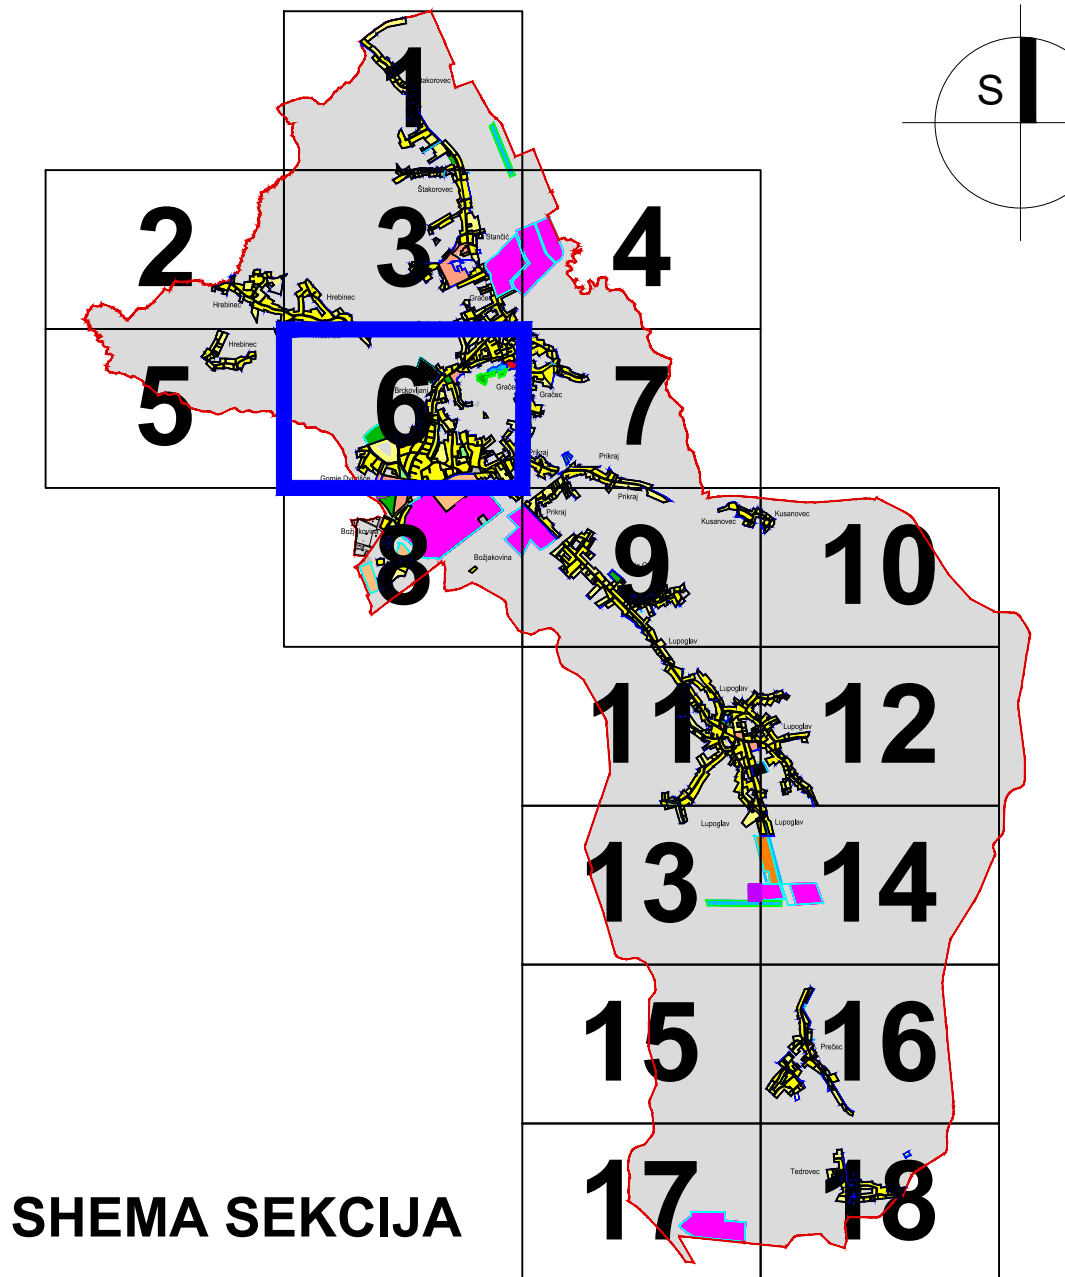 1
S
Štakorovec
Štakorovec
2
3
4
Stančić
Hrebinec
Hrebinec
Gračec
Hrebinec
5
6
7
Brckovljani
Gračec
Gračec
Prikraj
Prikraj
Gornje Dvorišće
Prikraj
Prikraj
Kusanovec
Kusanovec
Božjakovina
8
9
10
Božjakovina
Lupoglav
11
12
Lupoglav
Lupoglav
Lupoglav
Lupoglav
13
14
15
16
Prečec
17
18
Tedrovec
SHEMA SEKCIJA